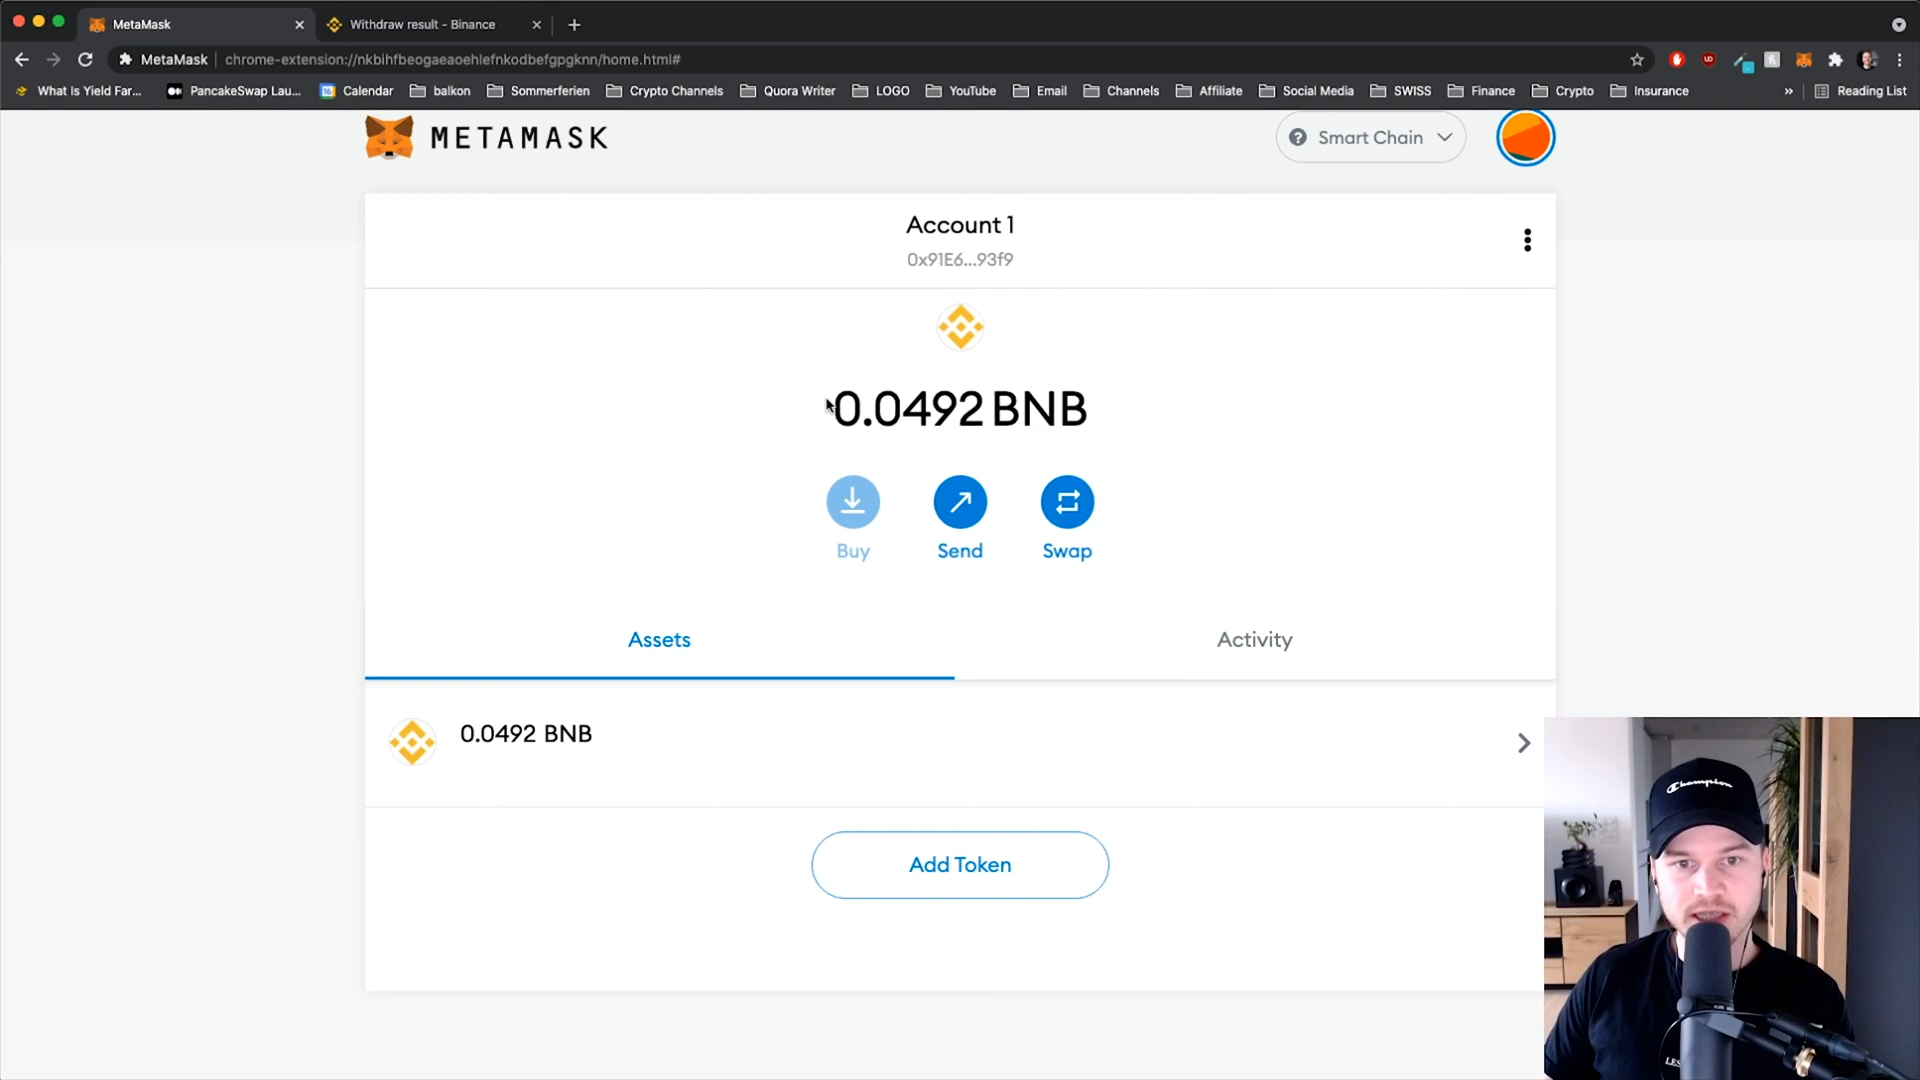 MetaMask
Withdraw result - Binance
MetaMask chrome-extension://nkbihfbeogaeaoehlefnkodbefgpgknn/home.html#
What Is Yield Far... PancakeSwap Lau... Calendar balkon Sommerferien Crypto Channels Quora Writer LOGO YouTube Email Channels Affiliate Social Media SWISS Finance Crypto Insurance » Reading List
METAMASK
Smart Chain
Account 1
0x91E6...93f9
0.0492 BNB
Buy Send Swap
Assets Activity
0.0492 BNB
Add Token
Champion
LES